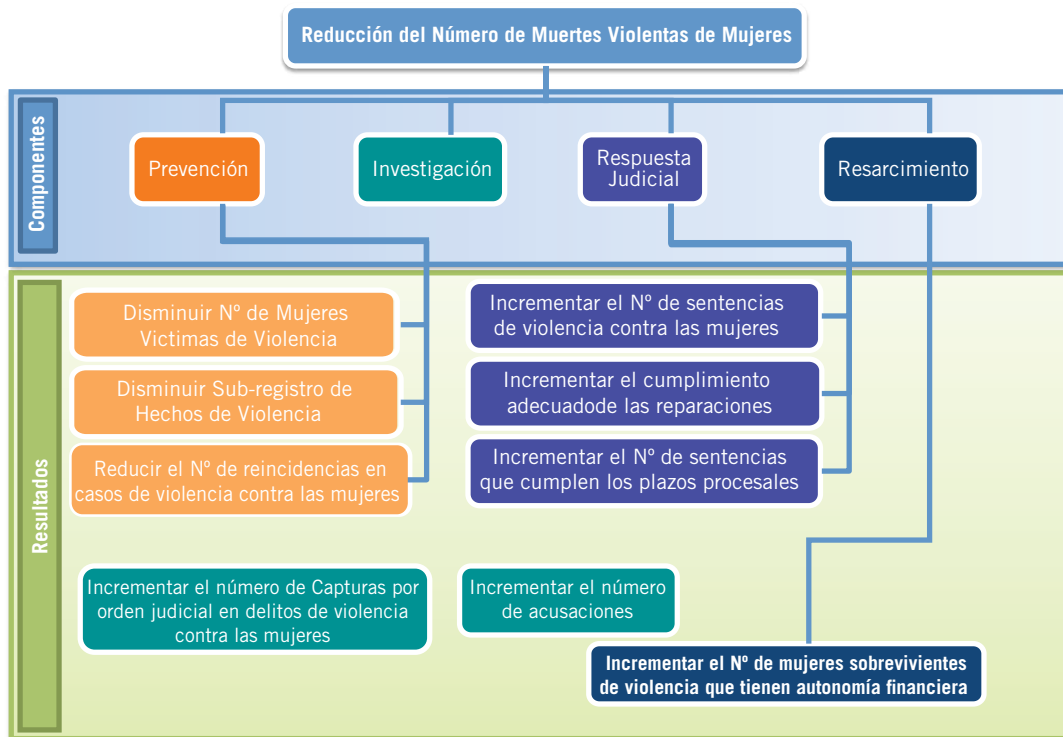 Reducción del Número de Muertes Violentas de Mujeres
Componentes
Prevención
Investigación
Respuesta
Judicial
Resarcimiento
Resultados
Disminuir Nº de Mujeres
Victimas de Violencia
Disminuir Sub-registro de
Hechos de Violencia
Reducir el Nº de reincidencias en
casos de violencia contra las mujeres
Incrementar el Nº de sentencias
de violencia contra las mujeres
Incrementar el cumplimiento
adecuadode las reparaciones
Incrementar el Nº de sentencias
que cumplen los plazos procesales
Incrementar el número de Capturas por
orden judicial en delitos de violencia
contra las mujeres
Incrementar el número
de acusaciones
Incrementar el Nº de mujeres sobrevivientes
de violencia que tienen autonomía financiera